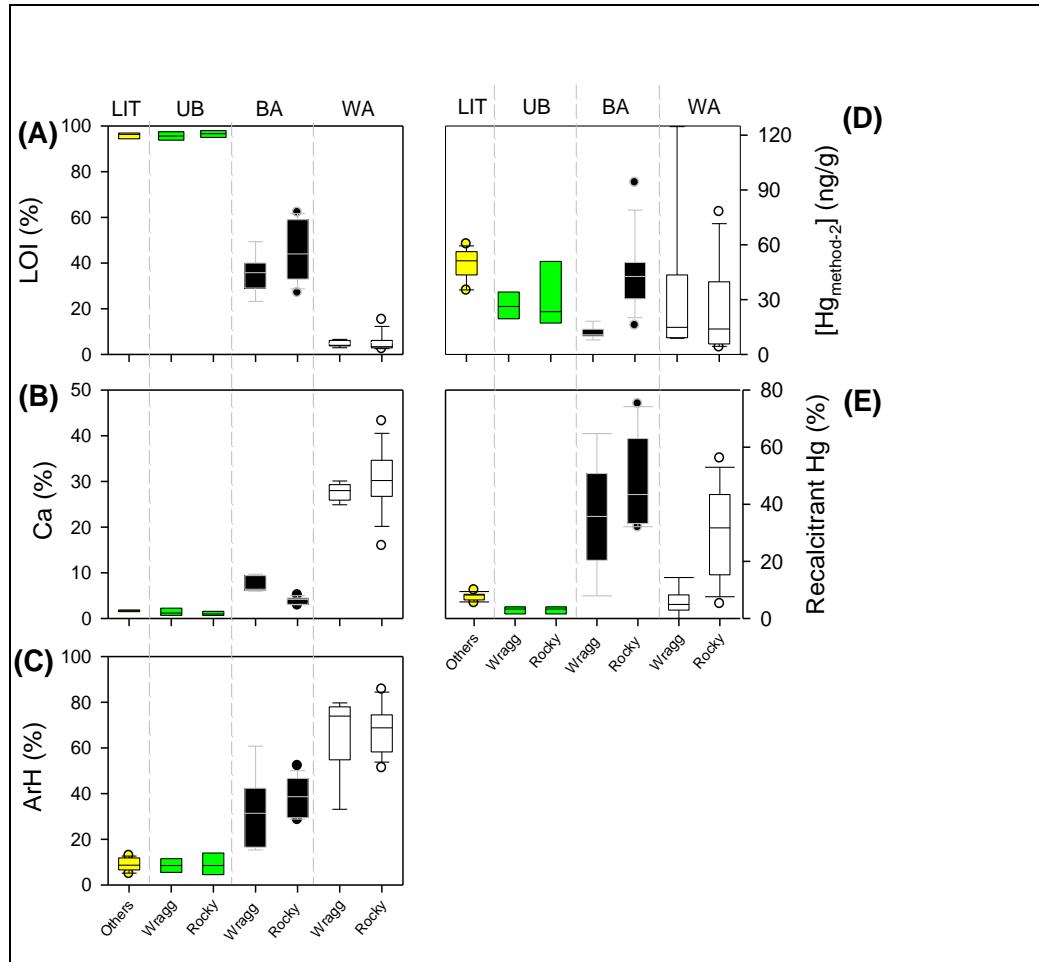 LIT UB BA WA
LIT UB BA WA
(A)
100
80
60
40
20
0
LOI (%)
(D)
120
90
60
30
0
[Hgmethod-2] (ng/g)
(B)
50
40
30
20
10
0
Ca (%)
(E)
80
60
40
20
0
Recalcitrant Hg (%)
Others Wragg Rocky Wragg Rocky Wragg Rocky
(C)
100
80
60
40
20
0
ArH (%)
Others Wragg Rocky Wragg Rocky Wragg Rocky